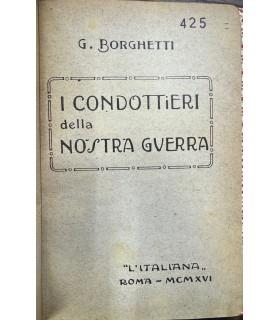 425
G. BORGHETTI
I CONDOTTIERI
della
NOSTRA GUERRA
"L'ITALIANA„
ROMA - MCMXVI